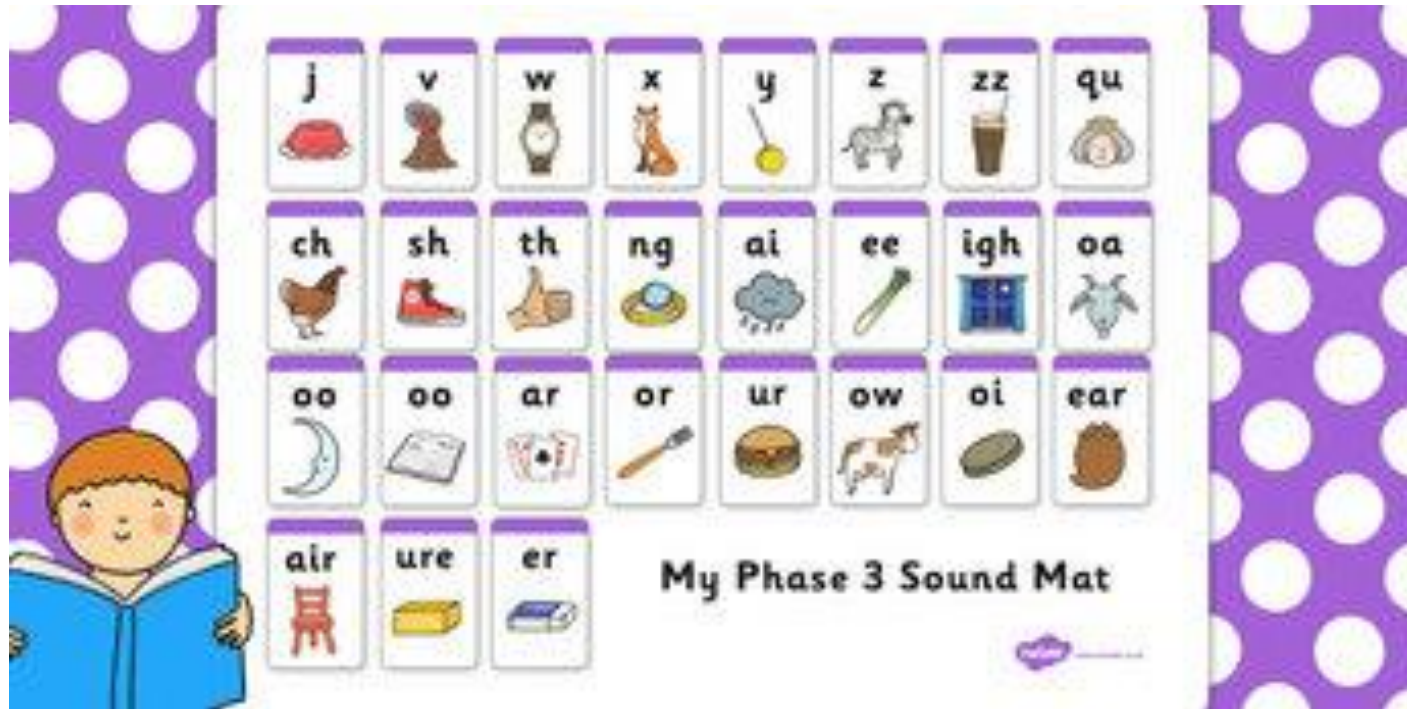 j v w x y z zz qu
ch sh th ng ai ee igh oa
oo oo ar or ur ow oi ear
air ure er
My Phase 3 Sound Mat